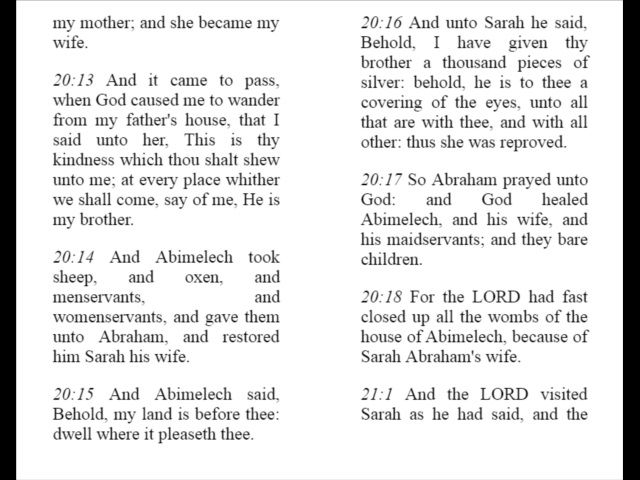 my mother; and she became my
wife.
20:13 And it came to pass,
when God caused me to wander
from my father's house, that I
said unto her, This is thy
kindness which thou shalt shew
unto me; at every place whither
we shall come, say of me, He is
my brother.
20:14 And Abimelech took
sheep, and oxen, and
menservants, and
womenservants, and gave them
unto Abraham, and restored
him Sarah his wife.
20:15 And Abimelech said,
Behold, my land is before thee:
dwell where it pleaseth thee.
20:16 And unto Sarah he said,
Behold, I have given thy
brother a thousand pieces of
silver: behold, he is to thee a
covering of the eyes, unto all
that are with thee, and with all
other: thus she was reproved.
20:17 So Abraham prayed unto
God: and God healed
Abimelech, and his wife, and
his maidservants; and they bare
children.
20:18 For the LORD had fast
closed up all the wombs of the
house of Abimelech, because of
Sarah Abraham's wife.
21:1 And the LORD visited
Sarah as he had said, and the